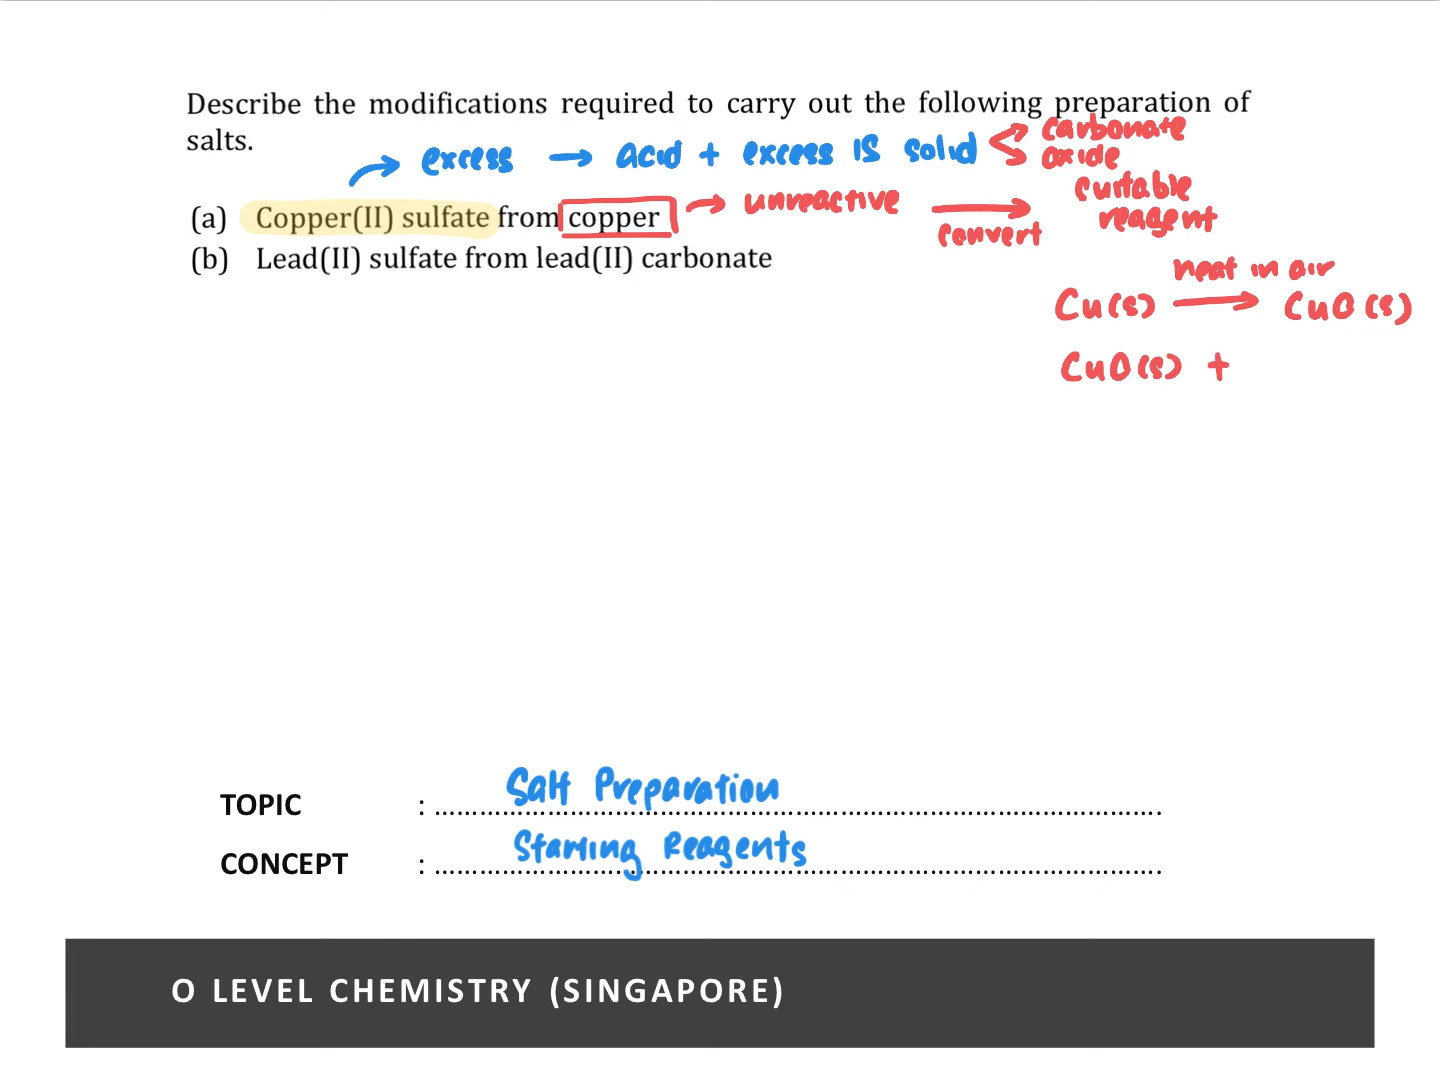 Describe the modifications required to carry out the following preparation of
salts.
excess → acid + excess IS solid < carbonate
oxide
(a) Copper(II) sulfate from copper → unreactive → convert suitable
reagent
(b) Lead(II) sulfate from lead(II) carbonate
heat in air
Cu(s) → CuO(s)
CuO(s) +
TOPIC : Salt Preparation
CONCEPT : Starting Reagents
O LEVEL CHEMISTRY (SINGAPORE)